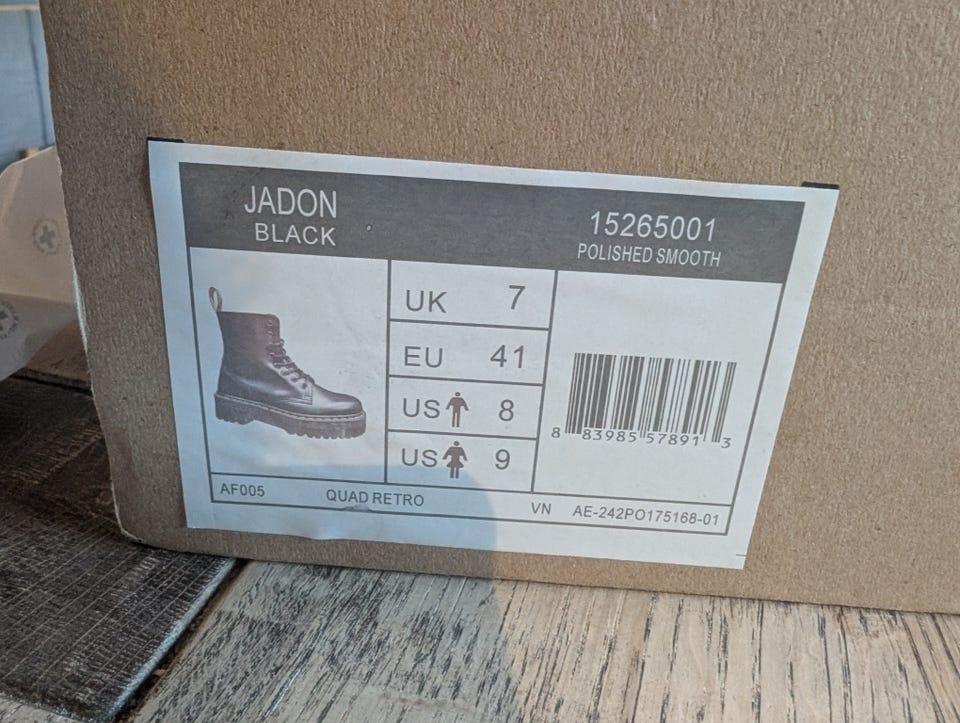 JADON
BLACK
15265001
POLISHED SMOOTH
UK 7
EU 41
US 8
US 9
8 83985 57891 3
AF005 QUAD RETRO VN AE-242PO175168-01